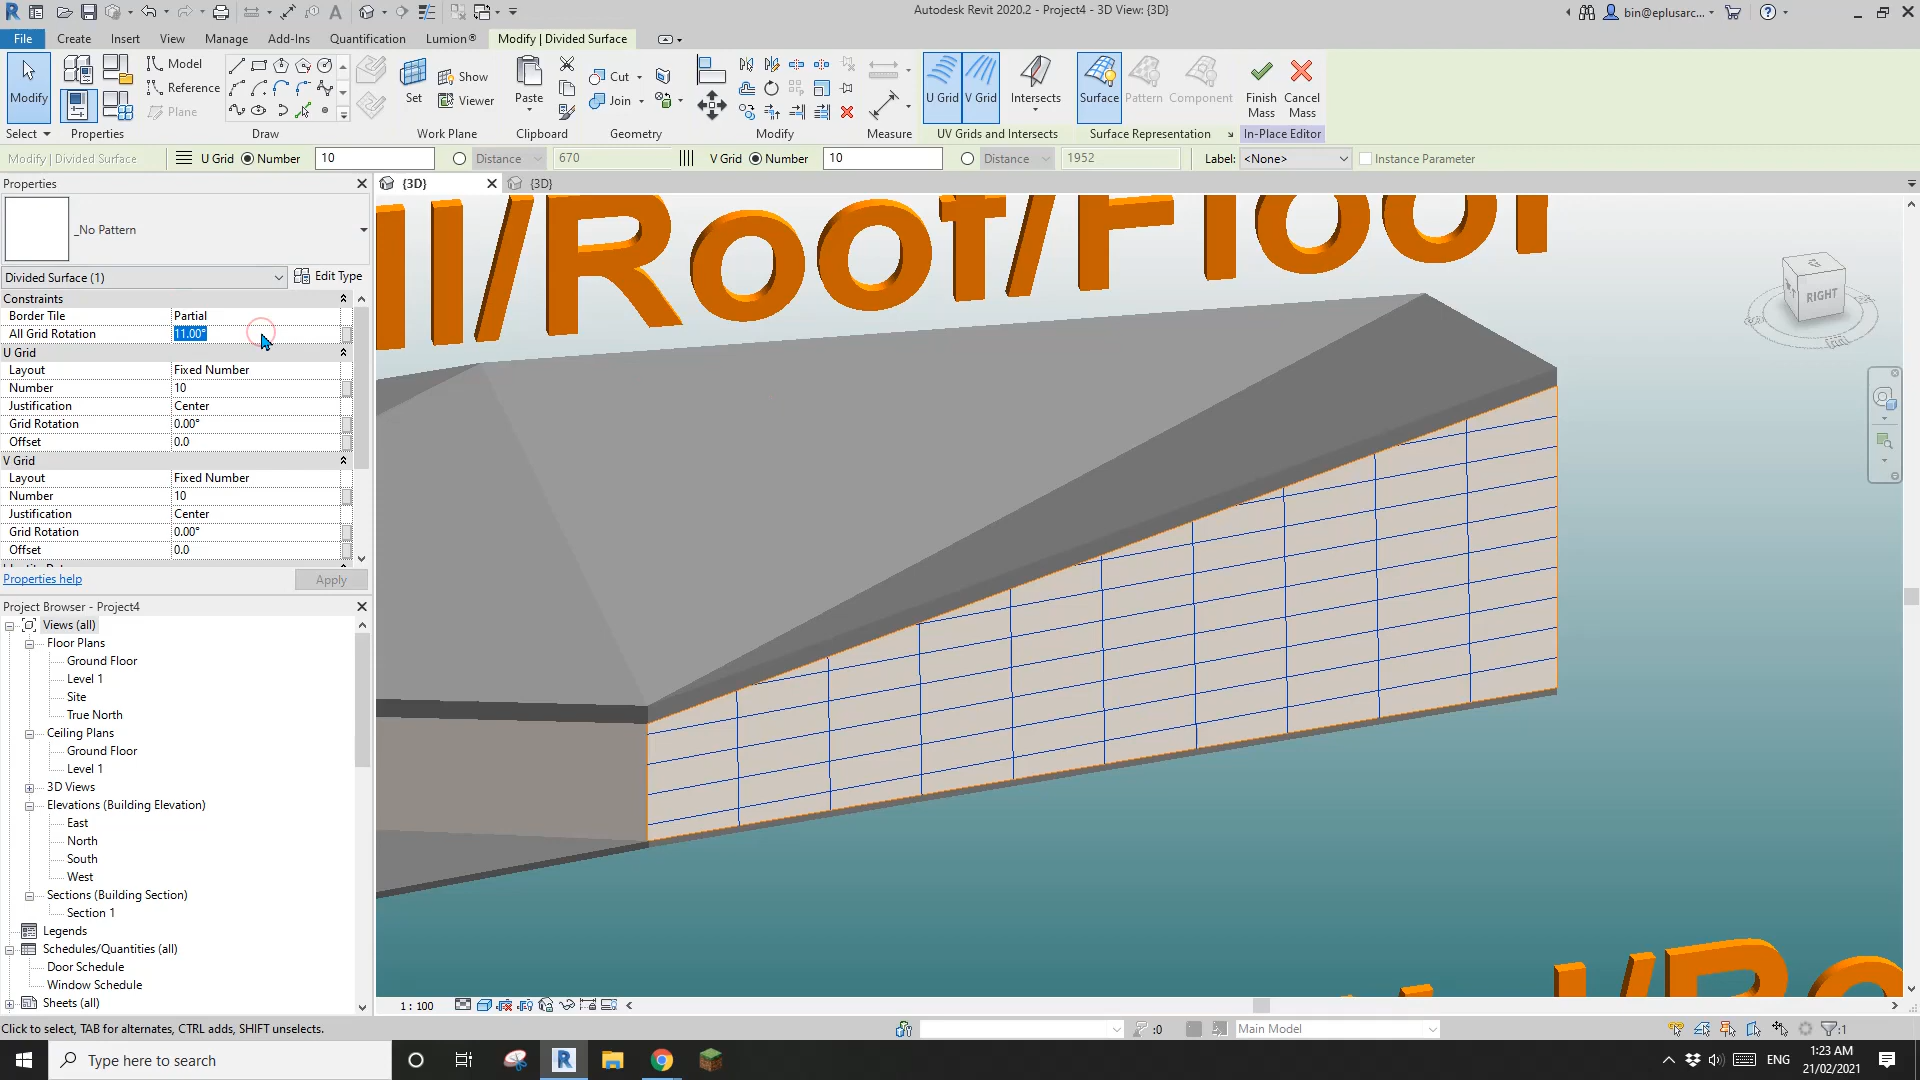 Autodesk Revit 2020.2 - Project4 - 3D View: {3D}
bin@eplusarc...
File Create Insert View Manage Add-Ins Quantification Lumion® Modify | Divided Surface
Modify
Select
Properties
Model
Reference
Plane
Draw
Set
Show
Viewer
Work Plane
Paste
Clipboard
Cut
Join
Geometry
Modify
Measure
U Grid V Grid Intersects
UV Grids and Intersects
Surface Pattern Component
Surface Representation
Finish Mass
Cancel Mass
In-Place Editor
Modify | Divided Surface U Grid Number 10 Distance 670 V Grid Number 10 Distance 1952 Label: <None> Instance Parameter
Properties
_No Pattern
Divided Surface (1) Edit Type
Constraints
Border Tile Partial
All Grid Rotation 11.00°
U Grid
Layout Fixed Number
Number 10
Justification Center
Grid Rotation 0.00°
Offset 0.0
V Grid
Layout Fixed Number
Number 10
Justification Center
Grid Rotation 0.00°
Offset 0.0
Properties help Apply
Project Browser - Project4
Views (all)
Floor Plans
Ground Floor
Level 1
Site
True North
Ceiling Plans
Ground Floor
Level 1
3D Views
Elevations (Building Elevation)
East
North
South
West
Sections (Building Section)
Section 1
Legends
Schedules/Quantities (all)
Door Schedule
Window Schedule
Sheets (all)
{3D} {3D}
ll/Roof/Floor
RIGHT
1 : 100
Click to select, TAB for alternates, CTRL adds, SHIFT unselects.
:0
Main Model
:1
Type here to search
ENG
1:23 AM
21/02/2021